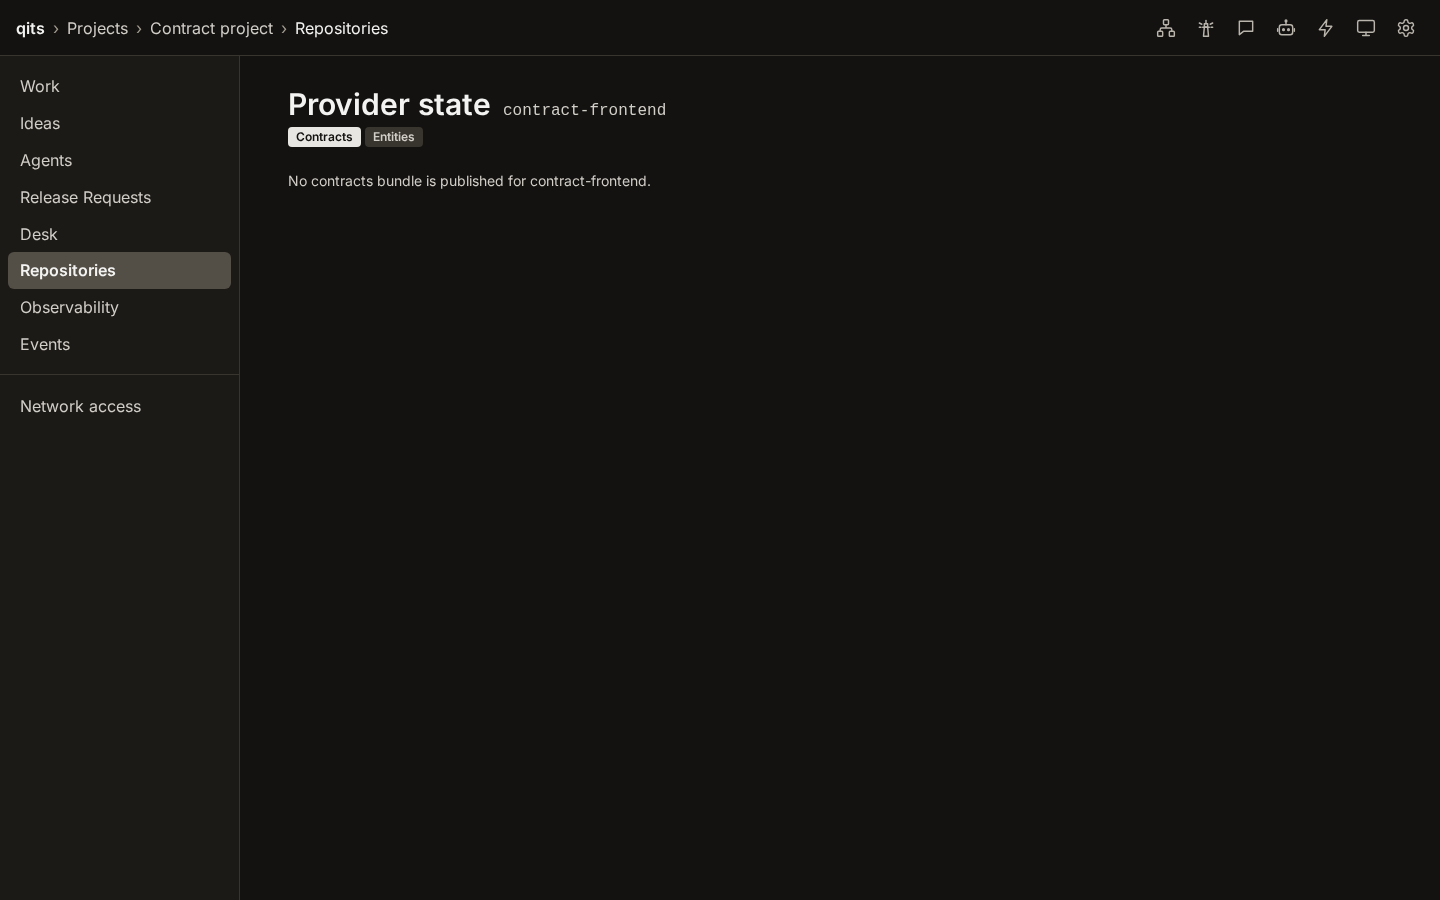 qits › Projects › Contract project › Repositories
Work
Ideas
Agents
Release Requests
Desk
Repositories
Observability
Events
Network access
Provider state contract-frontend
Contracts Entities
No contracts bundle is published for contract-frontend.